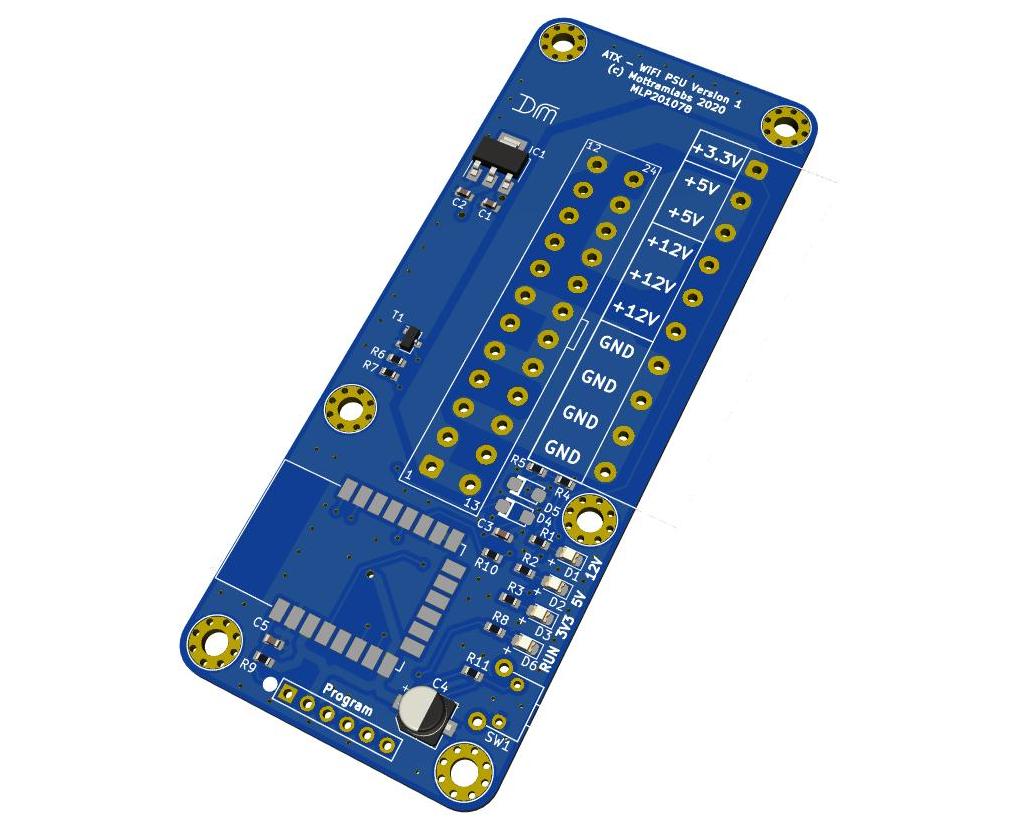 ATX - WiFi PSU Version 1
(c) Mottramlabs 2020
MLP201078
Dm
IC1
C2
C1
12
24
+3.3V
+5V
+5V
+12V
+12V
+12V
GND
GND
GND
GND
T1
R6
R7
1
13
R5
R4
D5
D4
C3
R1
R10
+
D1
12V
R2
+
D2
5V
R3
+
D3
3V3
R8
+
D6
RUN
R11
C5
R9
Program
+
C4
SW1